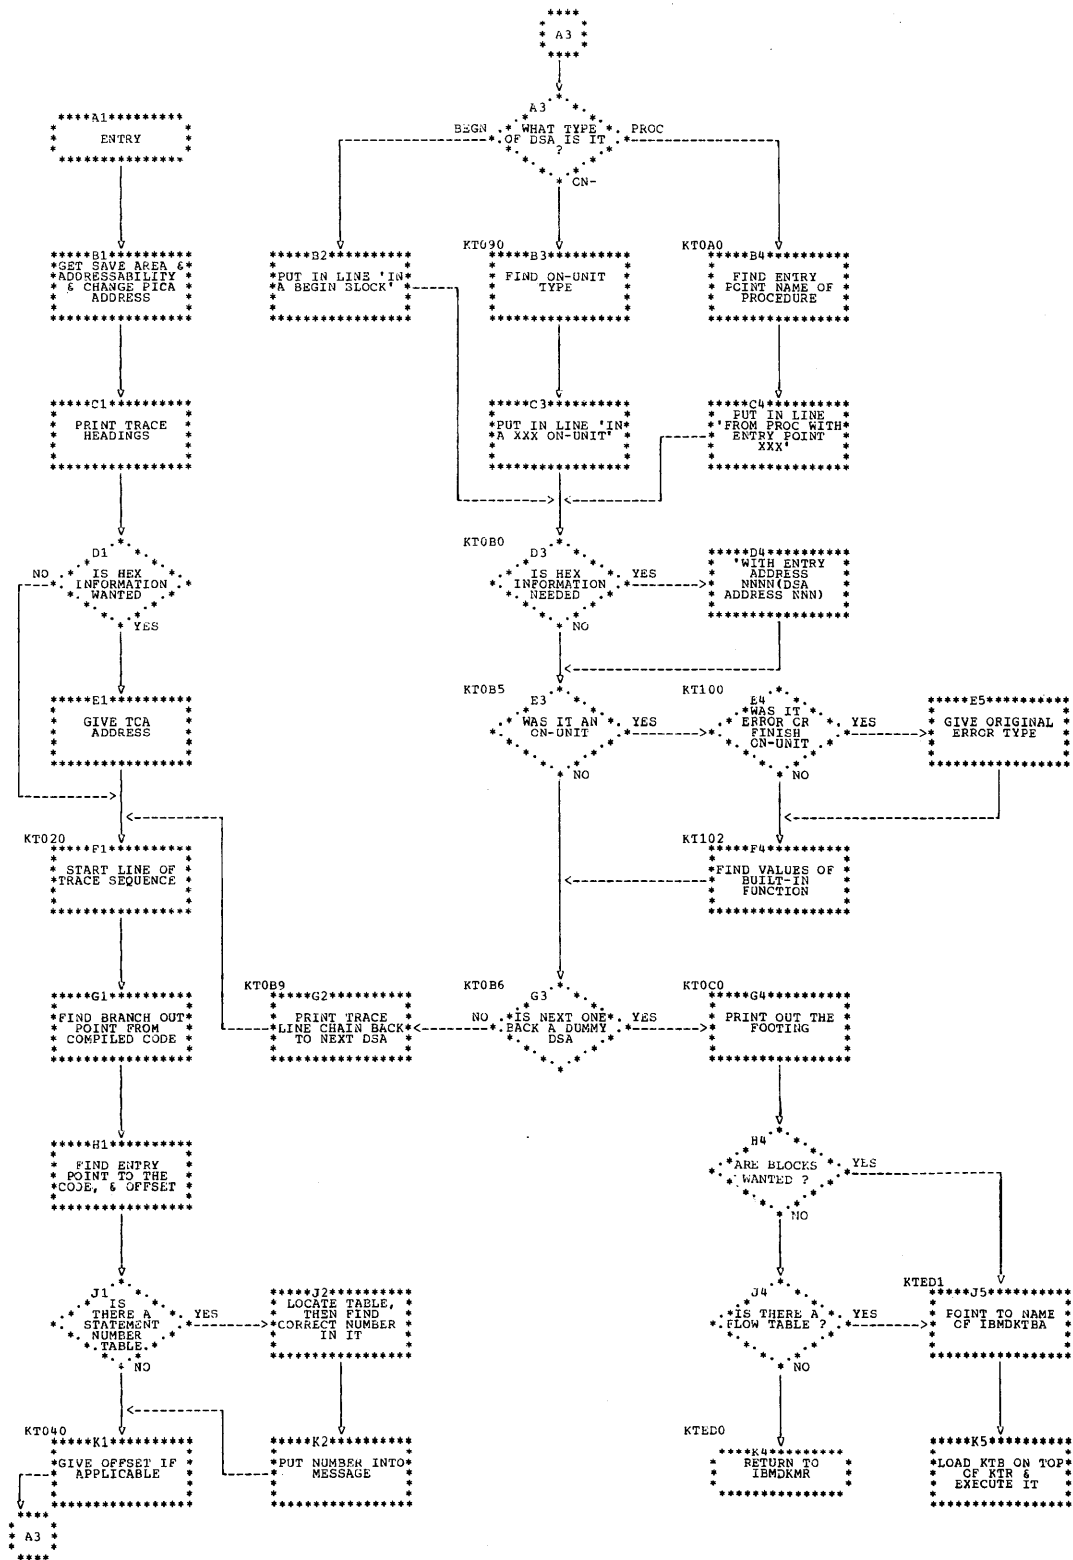 A3
A1
ENTRY
A3
WHAT TYPE
OF DSA IS IT
?
BEGN
PROC
CN-
B1
GET SAVE AREA &
ADDRESSABILITY
& CHANGE PICA
ADDRESS
B2
PUT IN LINE 'IN
A BEGIN BLOCK'
KT090
B3
FIND ON-UNIT
TYPE
KT0A0
B4
FIND ENTRY
POINT NAME OF
PROCEDURE
C1
PRINT TRACE
HEADINGS
C3
PUT IN LINE 'IN
A XXX ON-UNIT'
C4
PUT IN LINE
'FROM PROC WITH
ENTRY POINT
XXX'
D1
IS HEX
INFORMATION
WANTED
NO
YES
KT0B0
D3
IS HEX
INFORMATION
NEEDED
YES
NO
D4
'WITH ENTRY
ADDRESS
NNNN(DSA
ADDRESS NNN)
E1
GIVE TCA
ADDRESS
KT0B5
E3
WAS IT AN
ON-UNIT
YES
NO
KT100
E4
WAS IT
ERROR OR
FINISH
ON-UNIT
YES
NO
E5
GIVE ORIGINAL
ERROR TYPE
KT020
F1
START LINE OF
TRACE SEQUENCE
KT102
F4
FIND VALUES OF
BUILT-IN
FUNCTION
G1
FIND BRANCH OUT
POINT FROM
COMPILED CODE
KT0B9
G2
PRINT TRACE
LINE CHAIN BACK
TO NEXT DSA
KT0B6
G3
IS NEXT ONE
BACK A DUMMY
DSA
NO
YES
KT0C0
G4
PRINT OUT THE
FOOTING
H1
FIND ENTRY
POINT TO THE
CODE, & OFFSET
H4
ARE BLOCKS
WANTED ?
YES
NO
J1
IS
THERE A
STATEMENT
NUMBER
TABLE.
YES
NO
J2
LOCATE TABLE,
THEN FIND
CORRECT NUMBER
IN IT
J4
IS THERE A
FLOW TABLE ?
YES
NO
KTED1
J5
POINT TO NAME
OF IBMDKTBA
KT040
K1
GIVE OFFSET IF
APPLICABLE
K2
PUT NUMBER INTO
MESSAGE
KTED0
K4
RETURN TO
IBMDKMR
K5
LOAD KTB ON TOP
OF KTR &
EXECUTE IT
A3